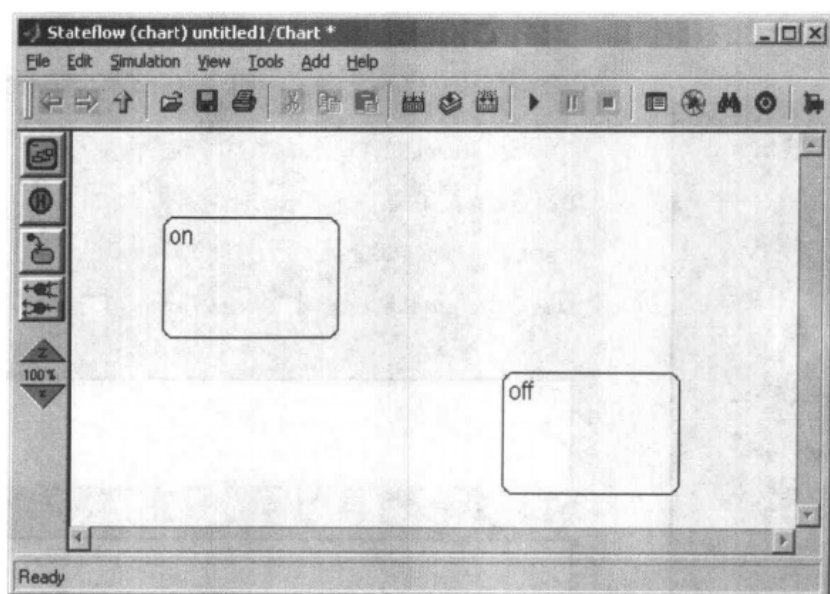 Stateflow (chart) untitled1/Chart *
File Edit Simulation View Tools Add Help
on
off
100%
Ready